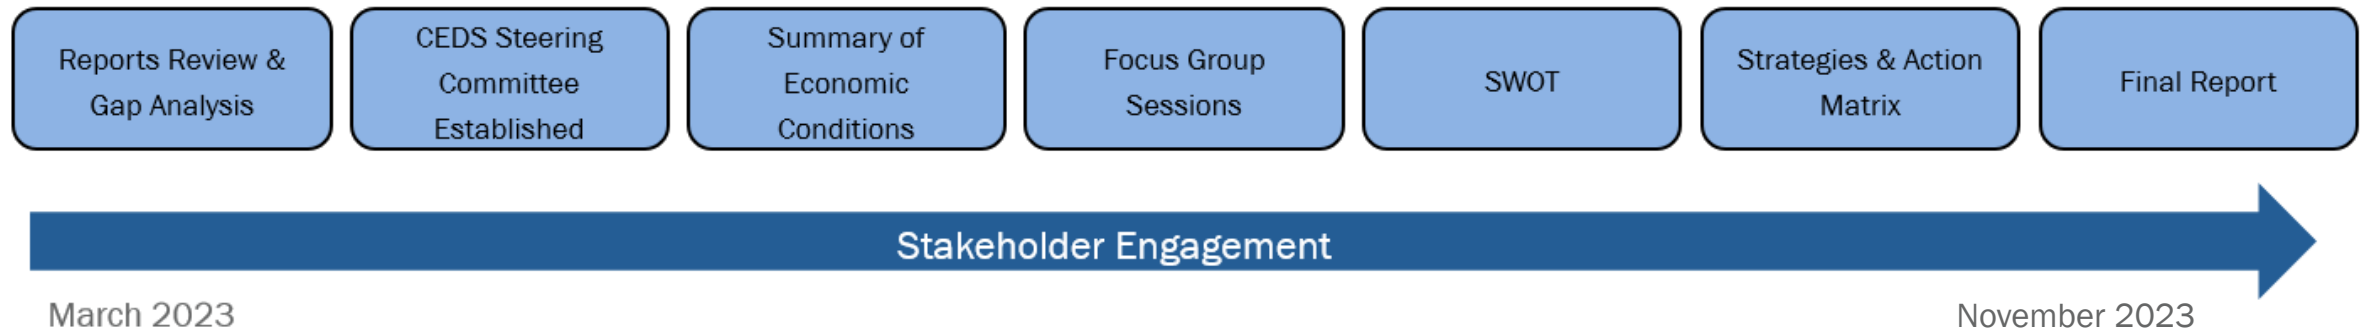 Reports Review &
Gap Analysis
CEDS Steering
Committee
Established
Summary of
Economic
Conditions
Focus Group
Sessions
SWOT
Strategies & Action
Matrix
Final Report
Stakeholder Engagement
March 2023
November 2023